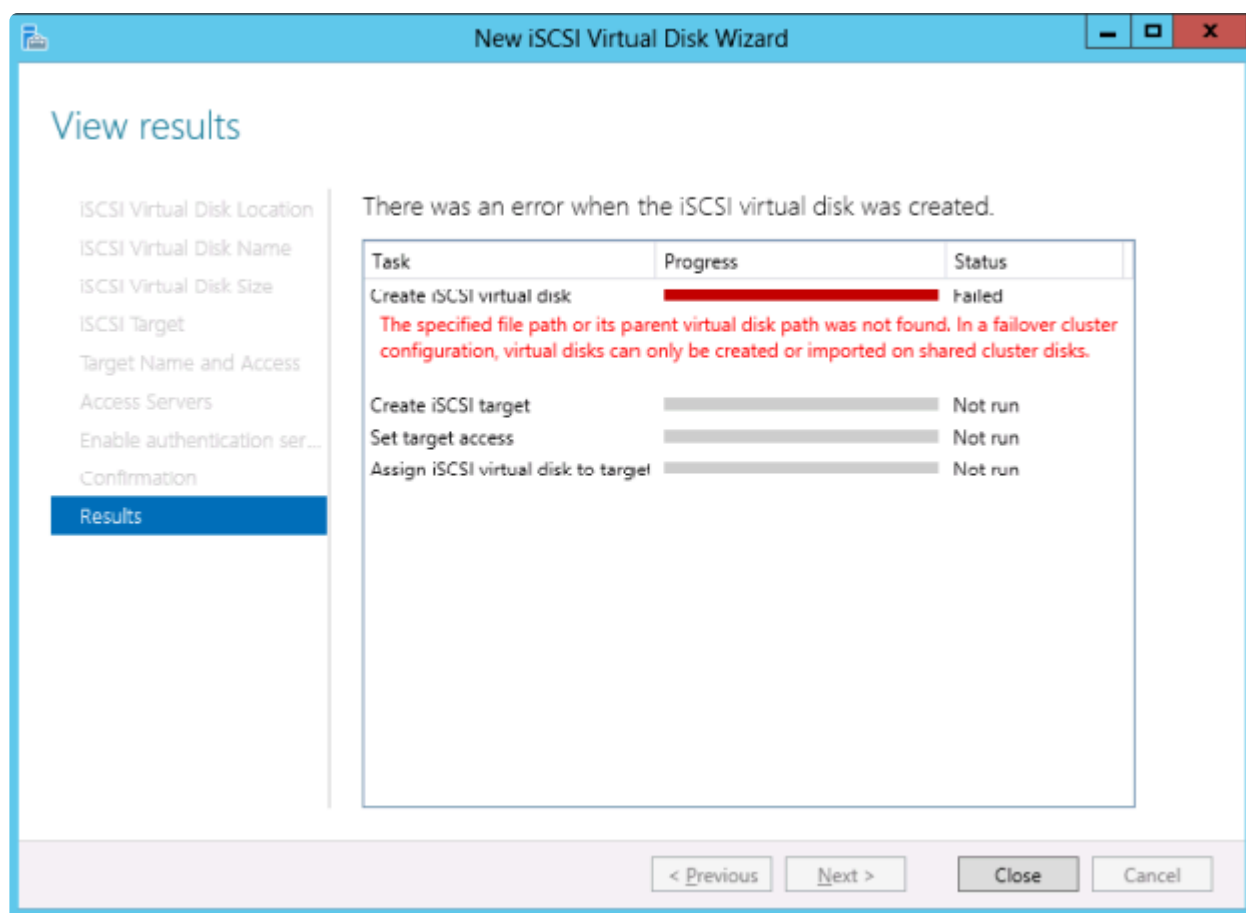 New iSCSI Virtual Disk Wizard
View results
iSCSI Virtual Disk Location
iSCSI Virtual Disk Name
iSCSI Virtual Disk Size
iSCSI Target
Target Name and Access
Access Servers
Enable authentication ser...
Confirmation
Results
There was an error when the iSCSI virtual disk was created.
Task Progress Status
Create iSCSI virtual disk Failed
The specified file path or its parent virtual disk path was not found. In a failover cluster
configuration, virtual disks can only be created or imported on shared cluster disks.
Create iSCSI target Not run
Set target access Not run
Assign iSCSI virtual disk to target Not run
< Previous Next > Close Cancel